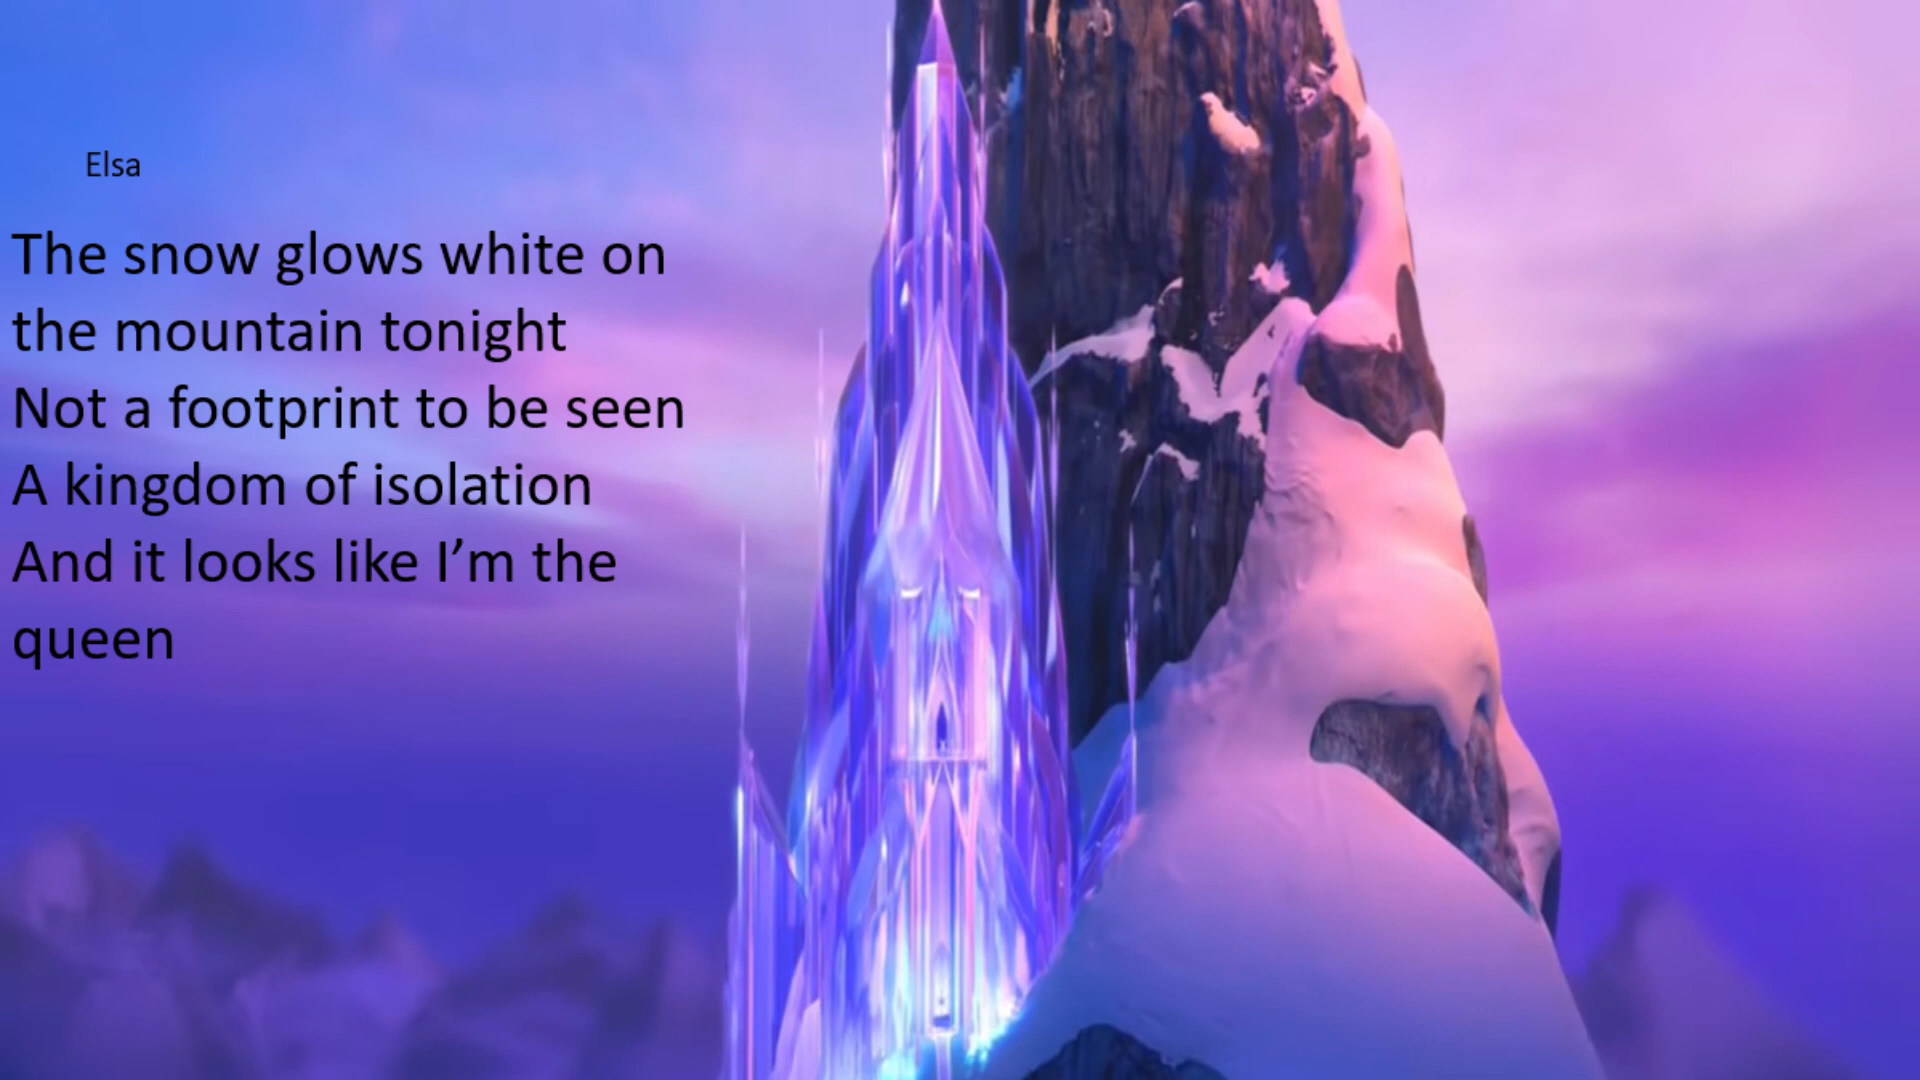 Elsa
The snow glows white on
the mountain tonight
Not a footprint to be seen
A kingdom of isolation
And it looks like I’m the
queen